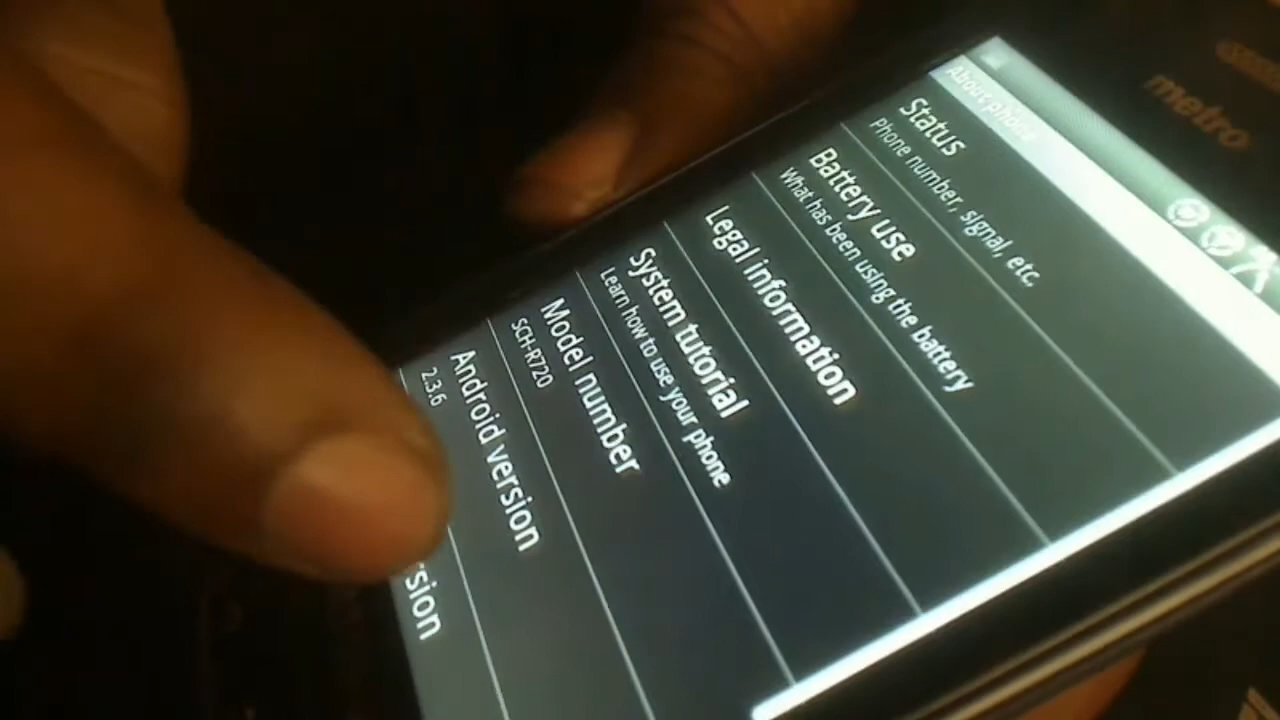 metro
About phone
Status
Phone number, signal, etc.
Battery use
What has been using the battery
Legal information
System tutorial
Learn how to use your phone
Model number
SCH-R720
Android version
2.3.6
rsion